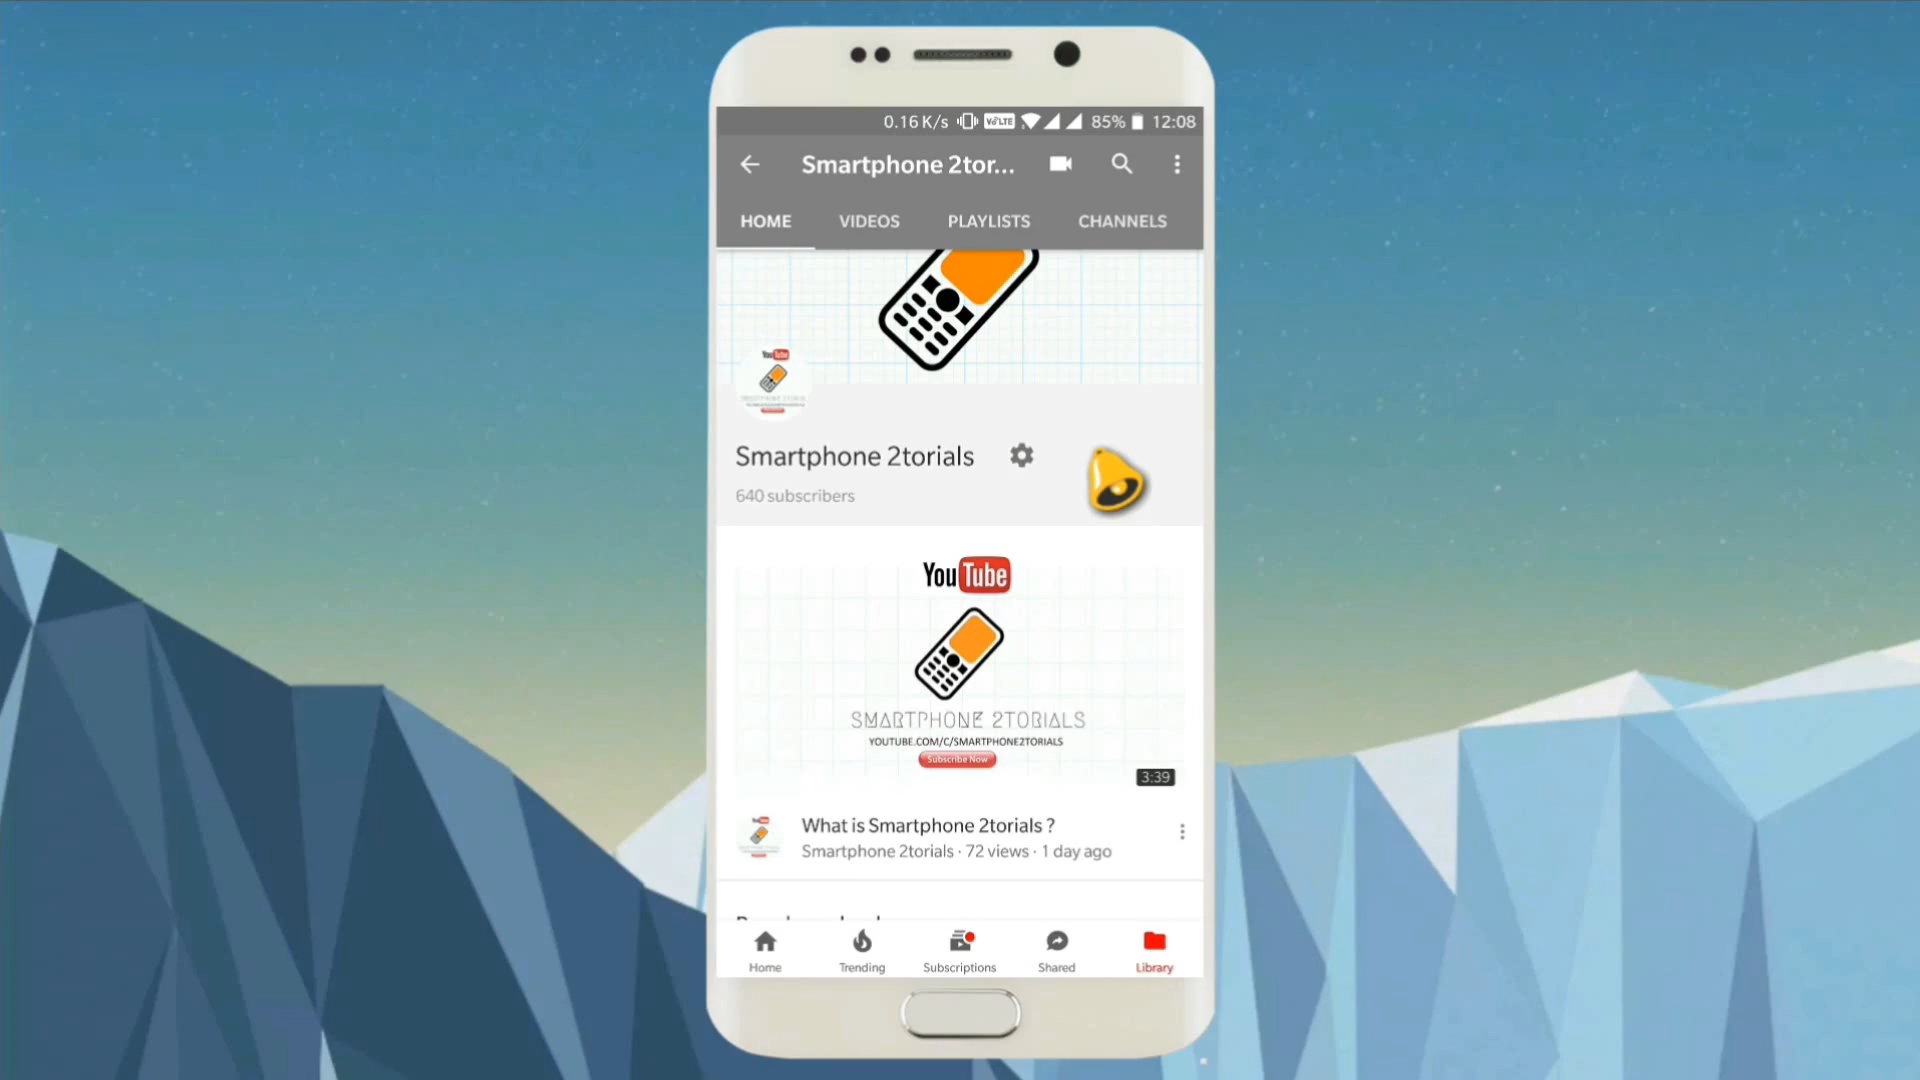 0.16 K/s VoLTE 85% 12:08
Smartphone 2tor...
HOME VIDEOS PLAYLISTS CHANNELS
YouTube
Smartphone 2torials
640 subscribers
YouTube
SMARTPHONE 2TORIALS
YOUTUBE.COM/C/SMARTPHONE2TORIALS
Subscribe Now
3:39
What is Smartphone 2torials ?
Smartphone 2torials · 72 views · 1 day ago
Home Trending Subscriptions Shared Library